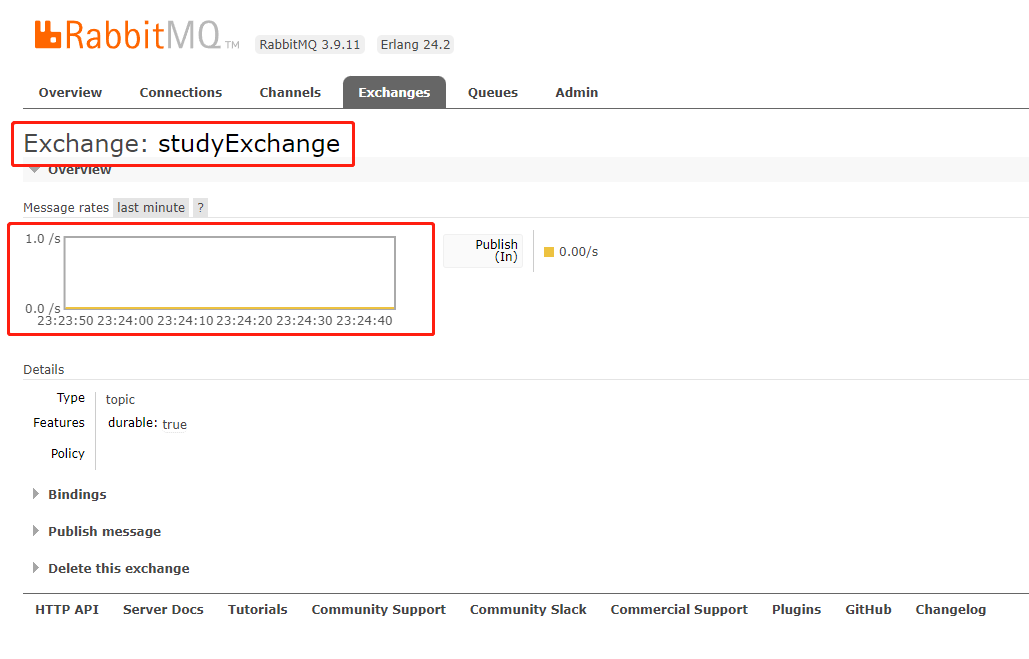 RabbitMQ TM RabbitMQ 3.9.11 Erlang 24.2
Overview Connections Channels Exchanges Queues Admin
Exchange: studyExchange
Overview
Message rates last minute ?
1.0 /s
0.0 /s
23:23:50 23:24:00 23:24:10 23:24:20 23:24:30 23:24:40
Publish
(In)
0.00/s
Details
Type topic
Features durable: true
Policy
Bindings
Publish message
Delete this exchange
HTTP API Server Docs Tutorials Community Support Community Slack Commercial Support Plugins GitHub Changelog